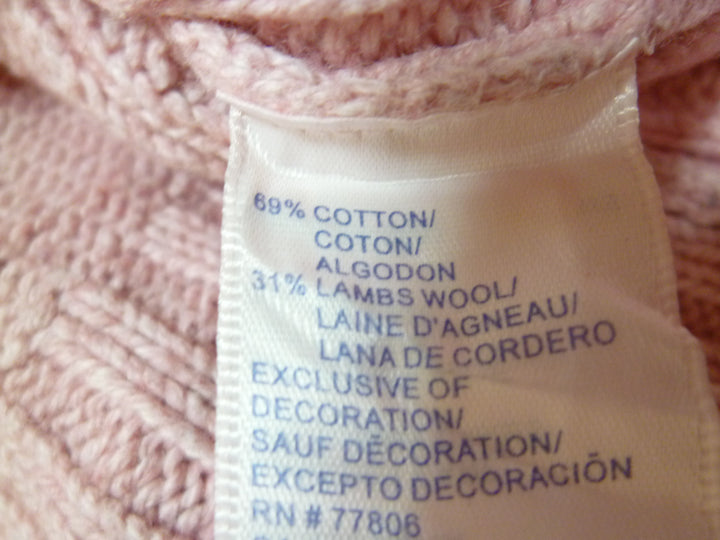 69% COTTON/
COTON/
ALGODON
31% LAMBS WOOL/
LAINE D'AGNEAU/
LANA DE CORDERO
EXCLUSIVE OF
DECORATION/
SAUF DÉCORATION/
EXCEPTO DECORACIÓN
RN # 77806